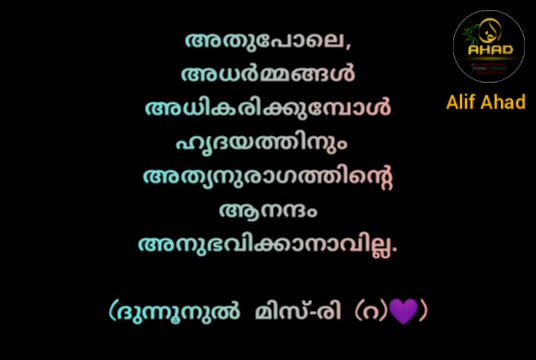 അതുപോലെ,
അധർമ്മങ്ങൾ
അധികരിക്കുമ്പോൾ
ഹൃദയത്തിനും
അത്യനുരാഗത്തിന്റെ
ആനന്ദം
അനുഭവിക്കാനാവില്ല.
(ദുന്നൂനുൽ മിസ്-രി (റ)💜)
AHAD
Alif Ahad